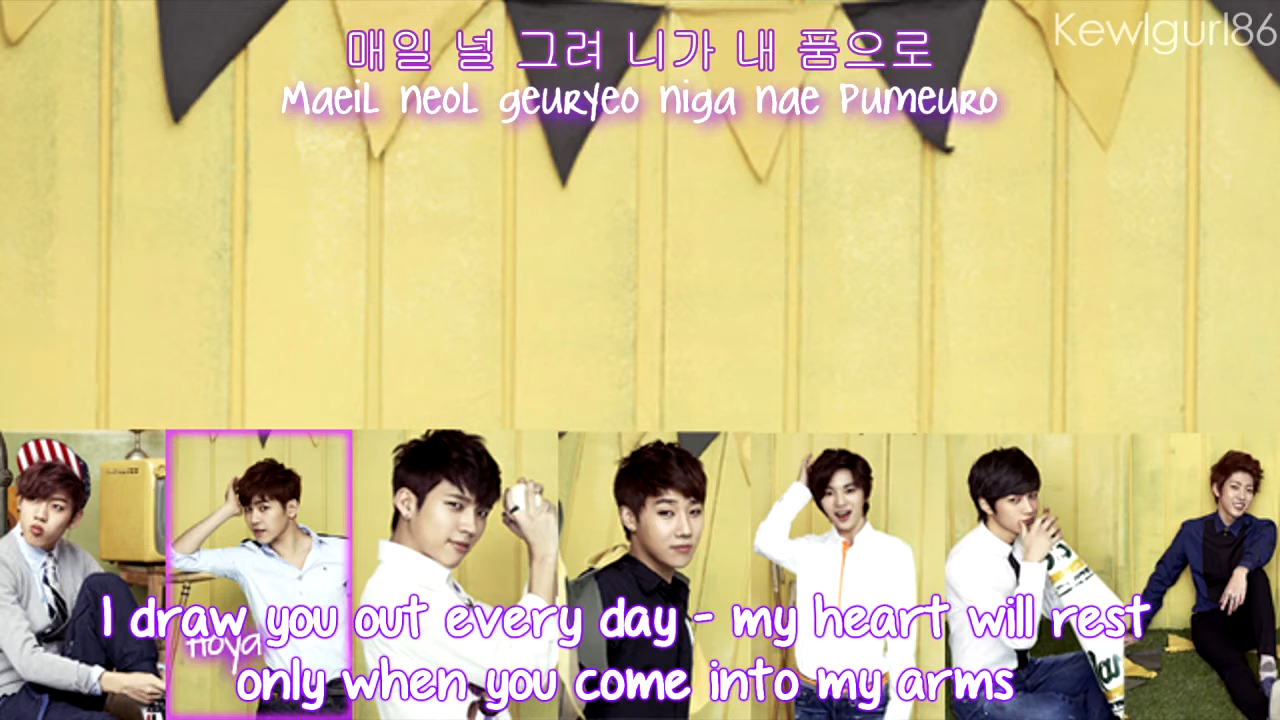 Kewlgurl86
매일 널 그려 니가 내 품으로
Maeil neol geuryeo niga nae pumeuro
I draw you out every day - my heart will rest
Hoya
only when you come into my arms